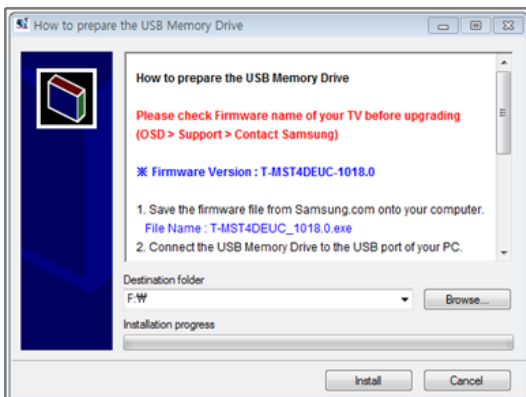 How to prepare the USB Memory Drive
How to prepare the USB Memory Drive
Please check Firmware name of your TV before upgrading
(OSD > Support > Contact Samsung)
※ Firmware Version : T-MST4DEUC-1018.0
1. Save the firmware file from Samsung.com onto your computer.
File Name : T-MST4DEUC_1018.0.exe
2. Connect the USB Memory Drive to the USB port of your PC.
Destination folder
F:₩
Browse...
Installation progress
Install
Cancel